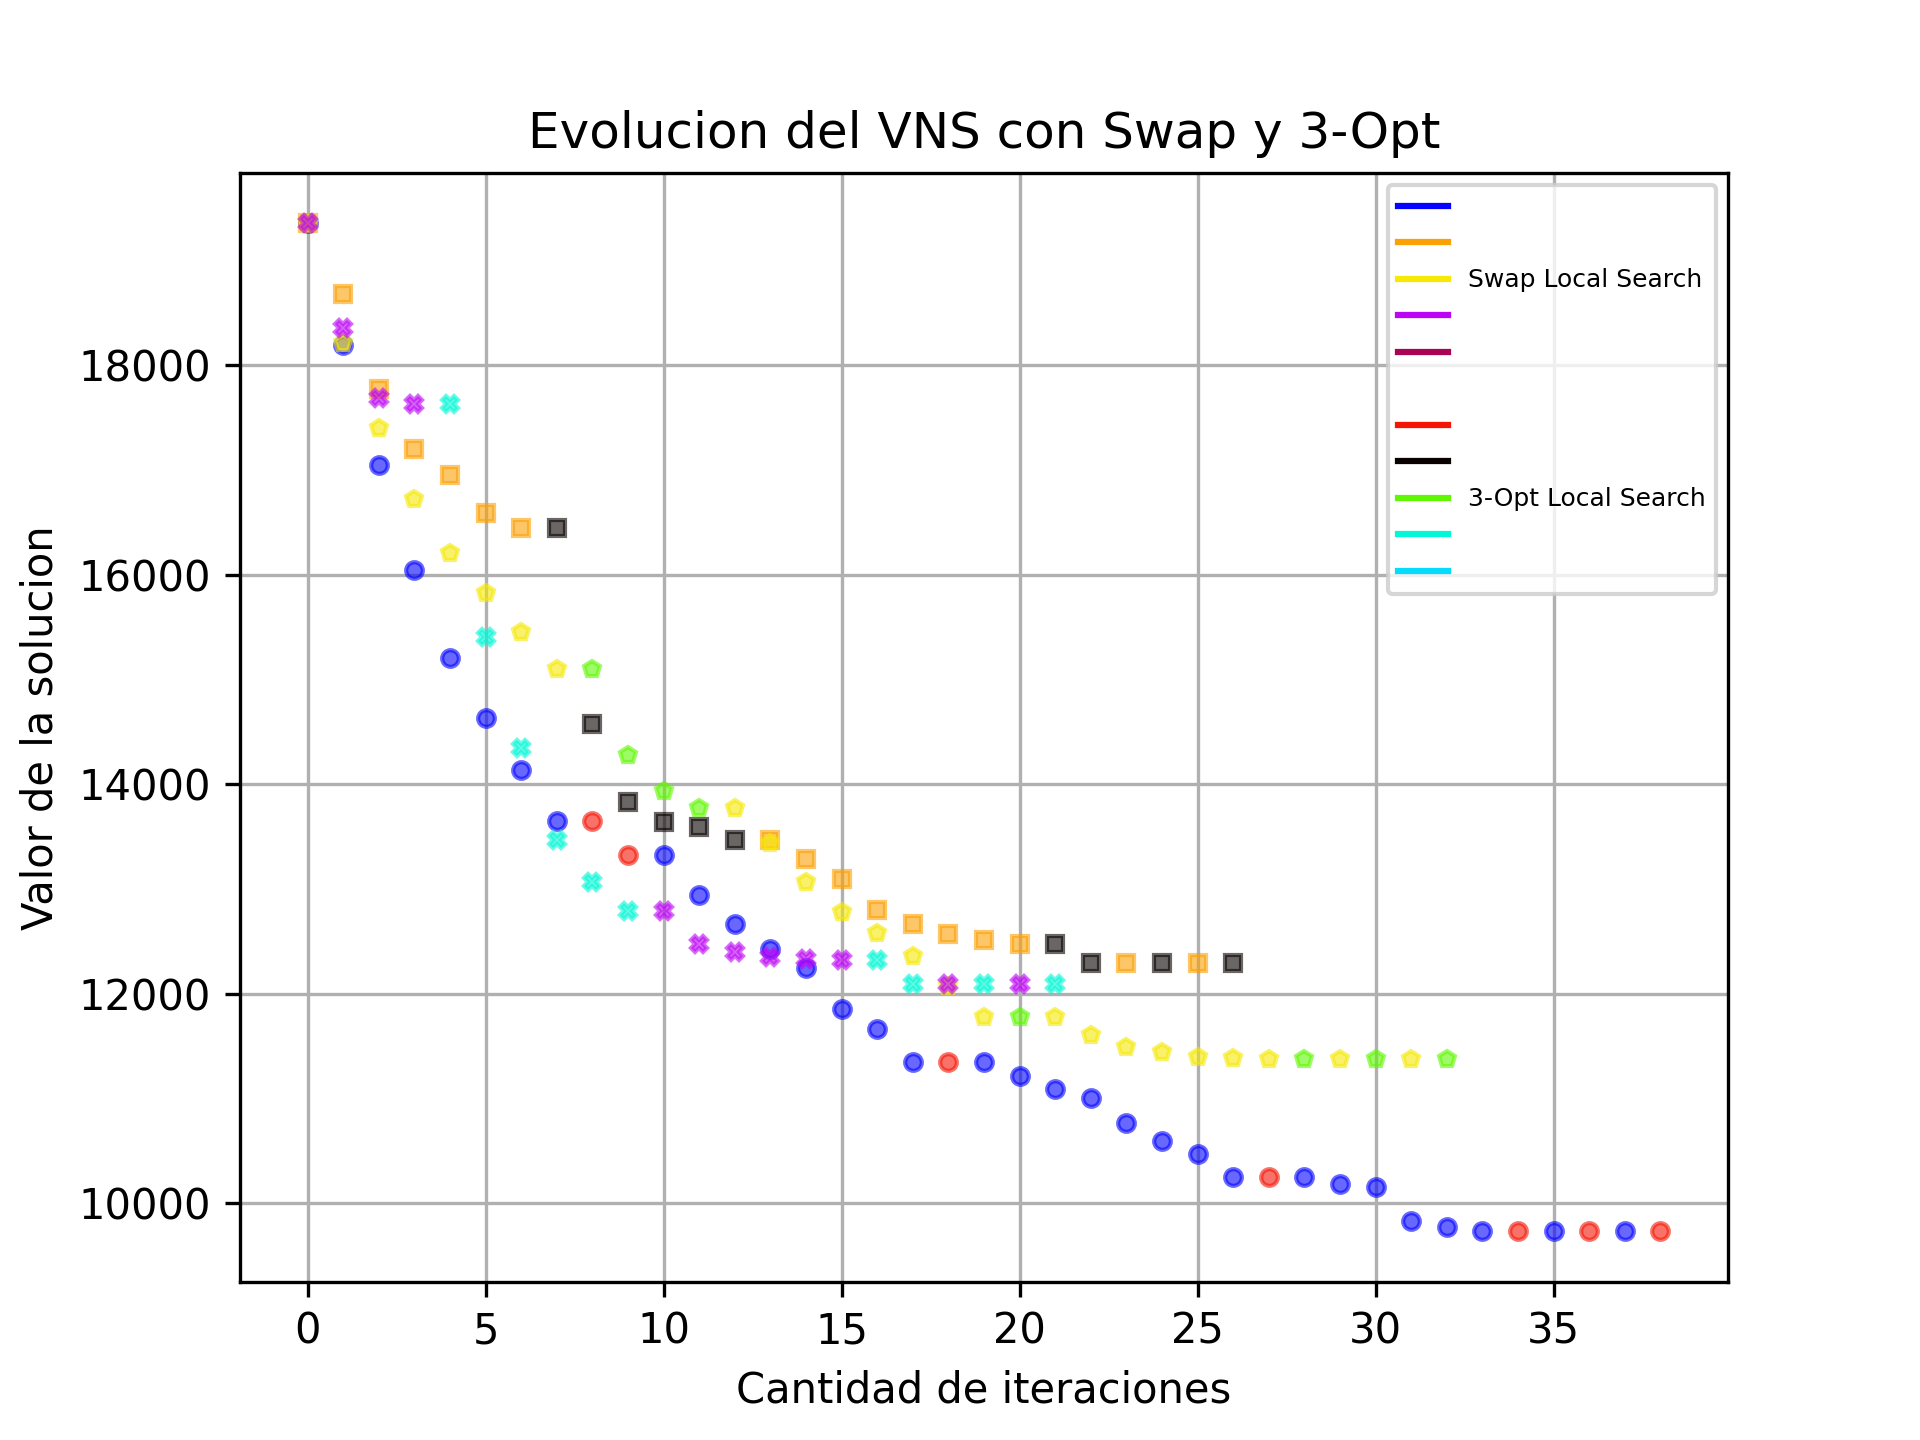 Evolucion del VNS con Swap y 3-Opt
Swap Local Search
3-Opt Local Search
Valor de la solucion
18000
16000
14000
12000
10000
0 5 10 15 20 25 30 35
Cantidad de iteraciones